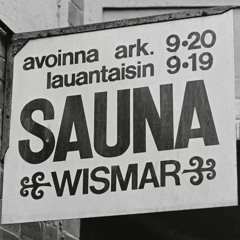 avoinna ark. 9·20
lauantaisin 9·19
SAUNA
WISMAR